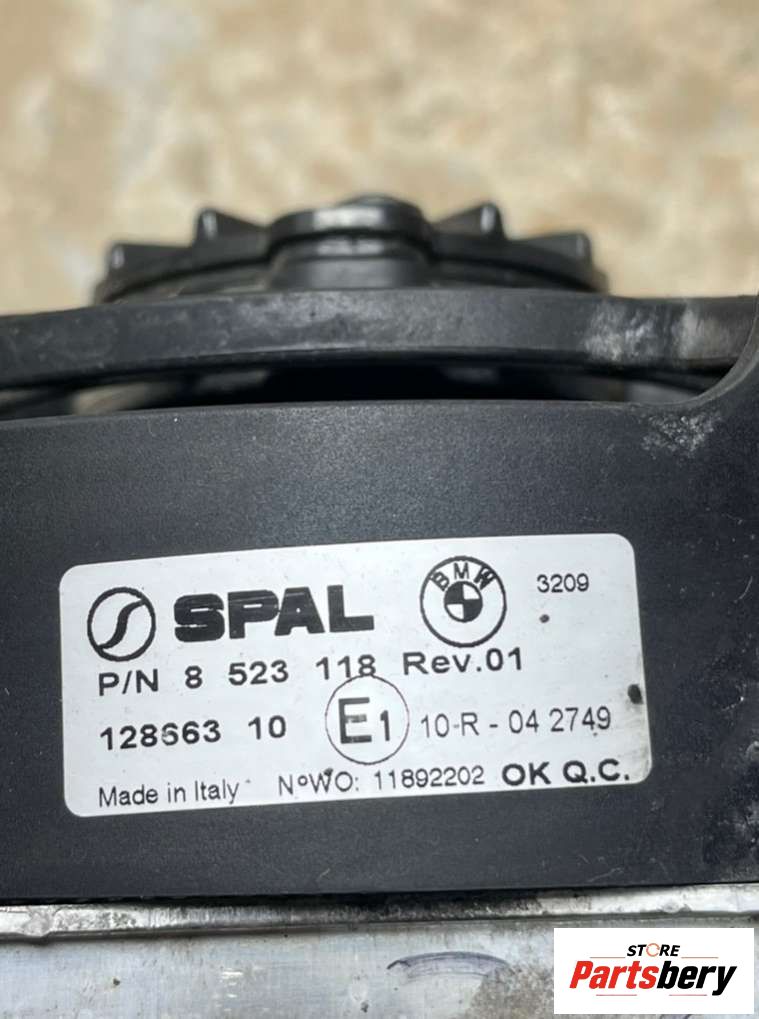 SPAL BMW 3209
P/N 8 523 118 Rev.01
128663 10 E1 10-R - 04 2749
Made in Italy NºWO: 11892202 OK Q.C.
STORE
Partsbery